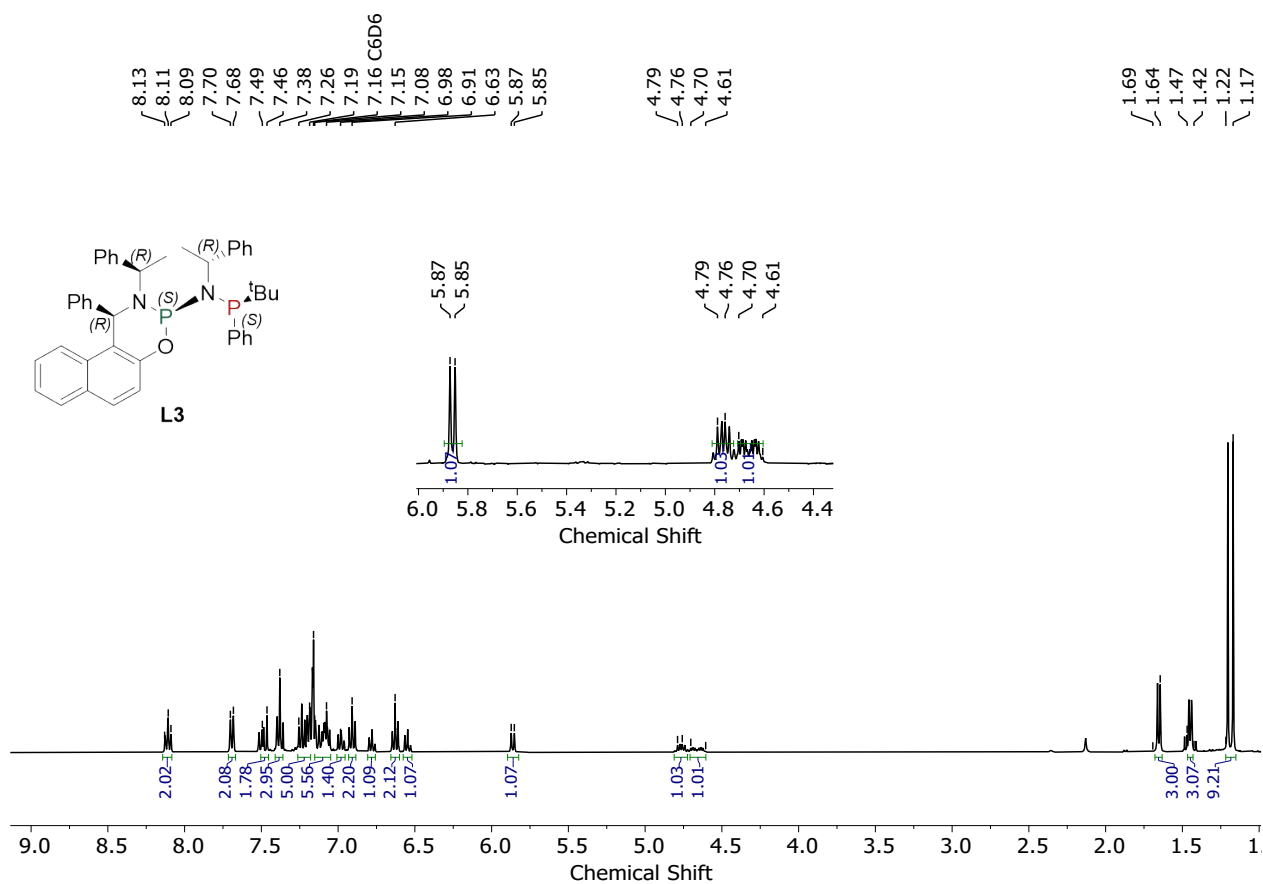 8.13 8.11 8.09 7.70 7.68 7.49 7.46 7.38 7.26 7.19 7.16 C6D6 7.15 7.08 6.98 6.91 6.63 5.87 5.85 4.79 4.76 4.70 4.61 1.69 1.64 1.47 1.42 1.22 1.17
Ph (R) (R) Ph
N (S) N tBu
Ph P P
(R) (S)
O Ph
L3
5.87 5.85 4.79 4.76 4.70 4.61
1.07 1.03 1.01
6.0 5.8 5.6 5.4 5.2 5.0 4.8 4.6 4.4
Chemical Shift
2.02 2.08 1.78 2.95 5.00 5.56 1.40 2.20 1.09 2.12 1.07 1.07 1.03 1.01 3.00 3.07 9.21
9.0 8.5 8.0 7.5 7.0 6.5 6.0 5.5 5.0 4.5 4.0 3.5 3.0 2.5 2.0 1.5 1.
Chemical Shift